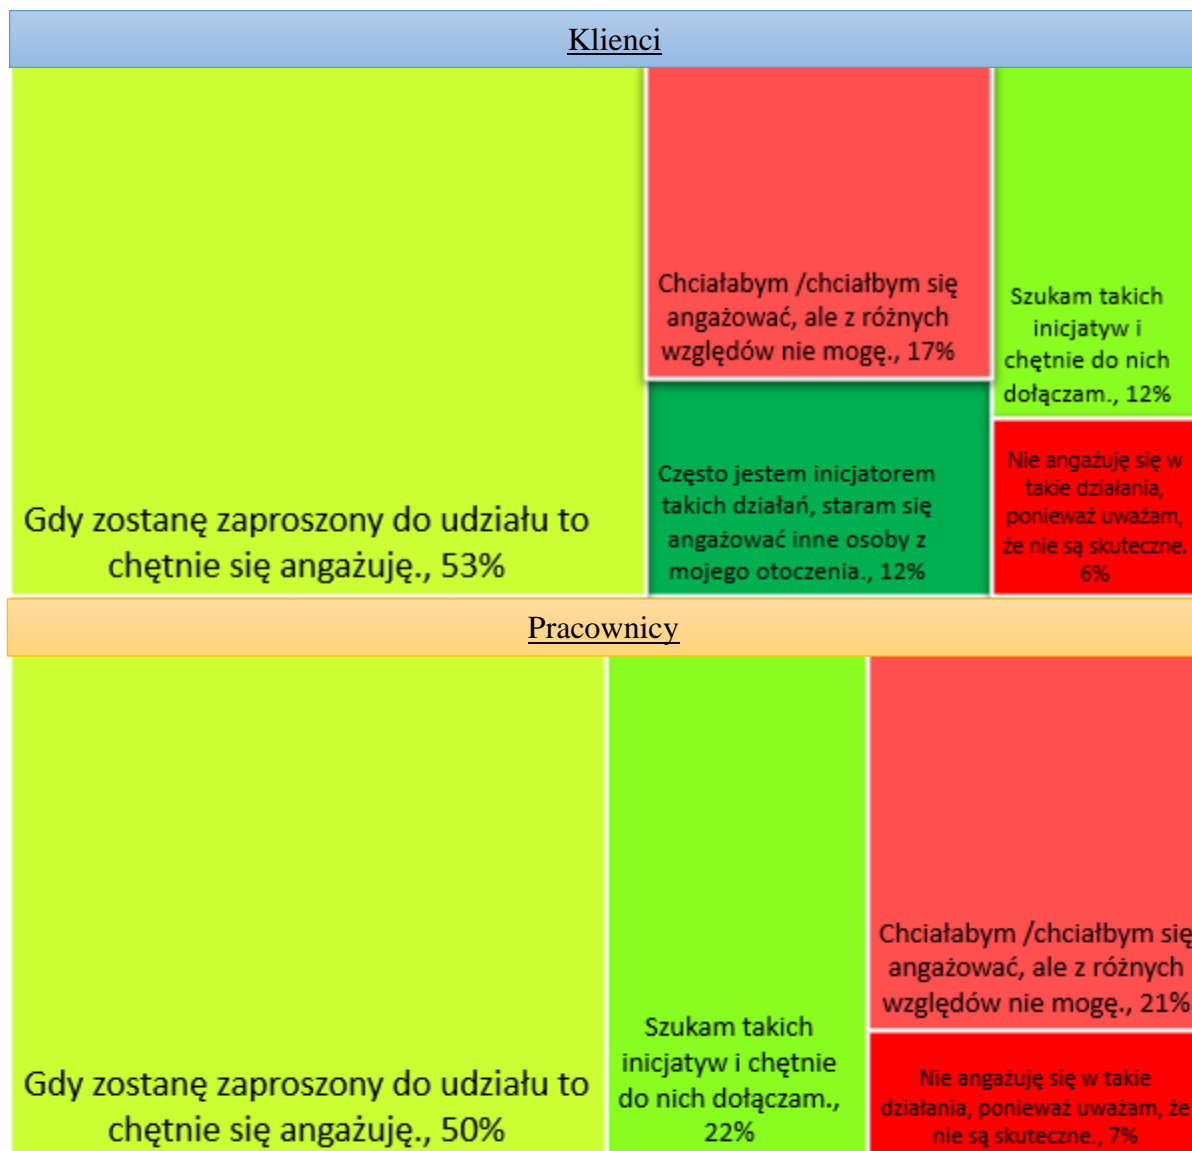 Klienci
Gdy zostanę zaproszony do udziału to
chętnie się angażuję., 53%
Chciałabym /chciałbym się
angażować, ale z różnych
względów nie mogę., 17%
Szukam takich
inicjatyw i
chętnie do nich
dołączam., 12%
Często jestem inicjatorem
takich działań, staram się
angażować inne osoby z
mojego otoczenia., 12%
Nie angażuję się w
takie działania,
ponieważ uważam,
że nie są skuteczne.
6%
Pracownicy
Gdy zostanę zaproszony do udziału to
chętnie się angażuję., 50%
Szukam takich
inicjatyw i chętnie
do nich dołączam.,
22%
Chciałabym /chciałbym się
angażować, ale z różnych
względów nie mogę., 21%
Nie angażuję się w takie
działania, ponieważ uważam, że
nie są skuteczne., 7%